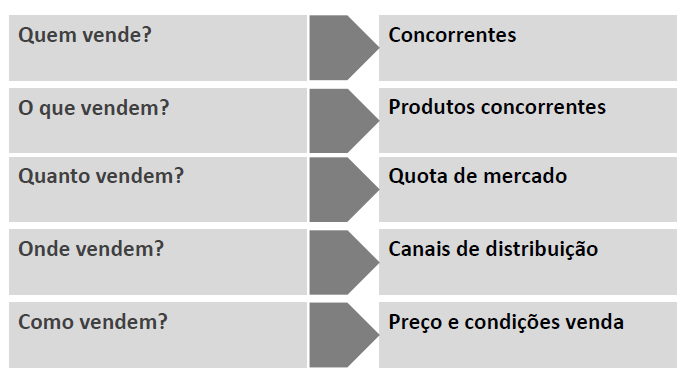 Quem vende?
Concorrentes
O que vendem?
Produtos concorrentes
Quanto vendem?
Quota de mercado
Onde vendem?
Canais de distribuição
Como vendem?
Preço e condições venda